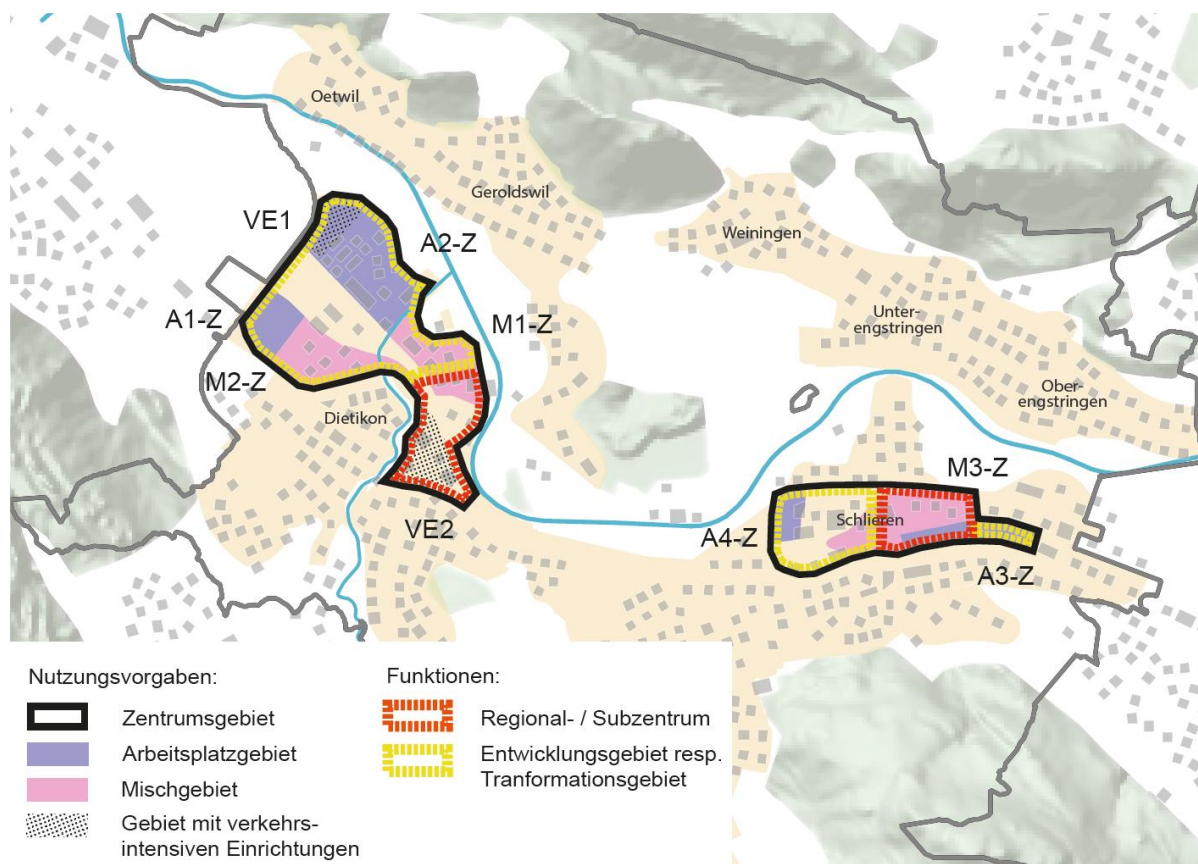 Oetwil
Geroldswil
VE1
A2-Z
Weiningen
A1-Z
M1-Z
Unter-
engstringen
M2-Z
Dietikon
Ober-
engstringen
VE2
M3-Z
A4-Z
Schlieren
A3-Z
Nutzungsvorgaben:
Zentrumsgebiet
Arbeitsplatzgebiet
Mischgebiet
Gebiet mit verkehrs-
intensiven Einrichtungen
Funktionen:
Regional- / Subzentrum
Entwicklungsgebiet resp.
Tranformationsgebiet